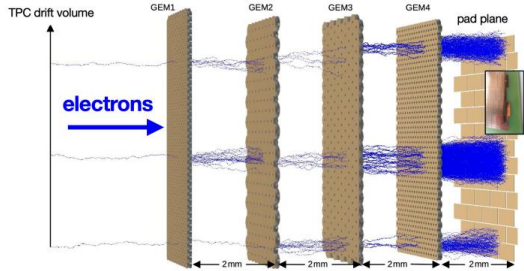 TPC drift volume
GEM1
GEM2
GEM3
GEM4
pad plane
electrons
2mm
2mm
2mm
2mm